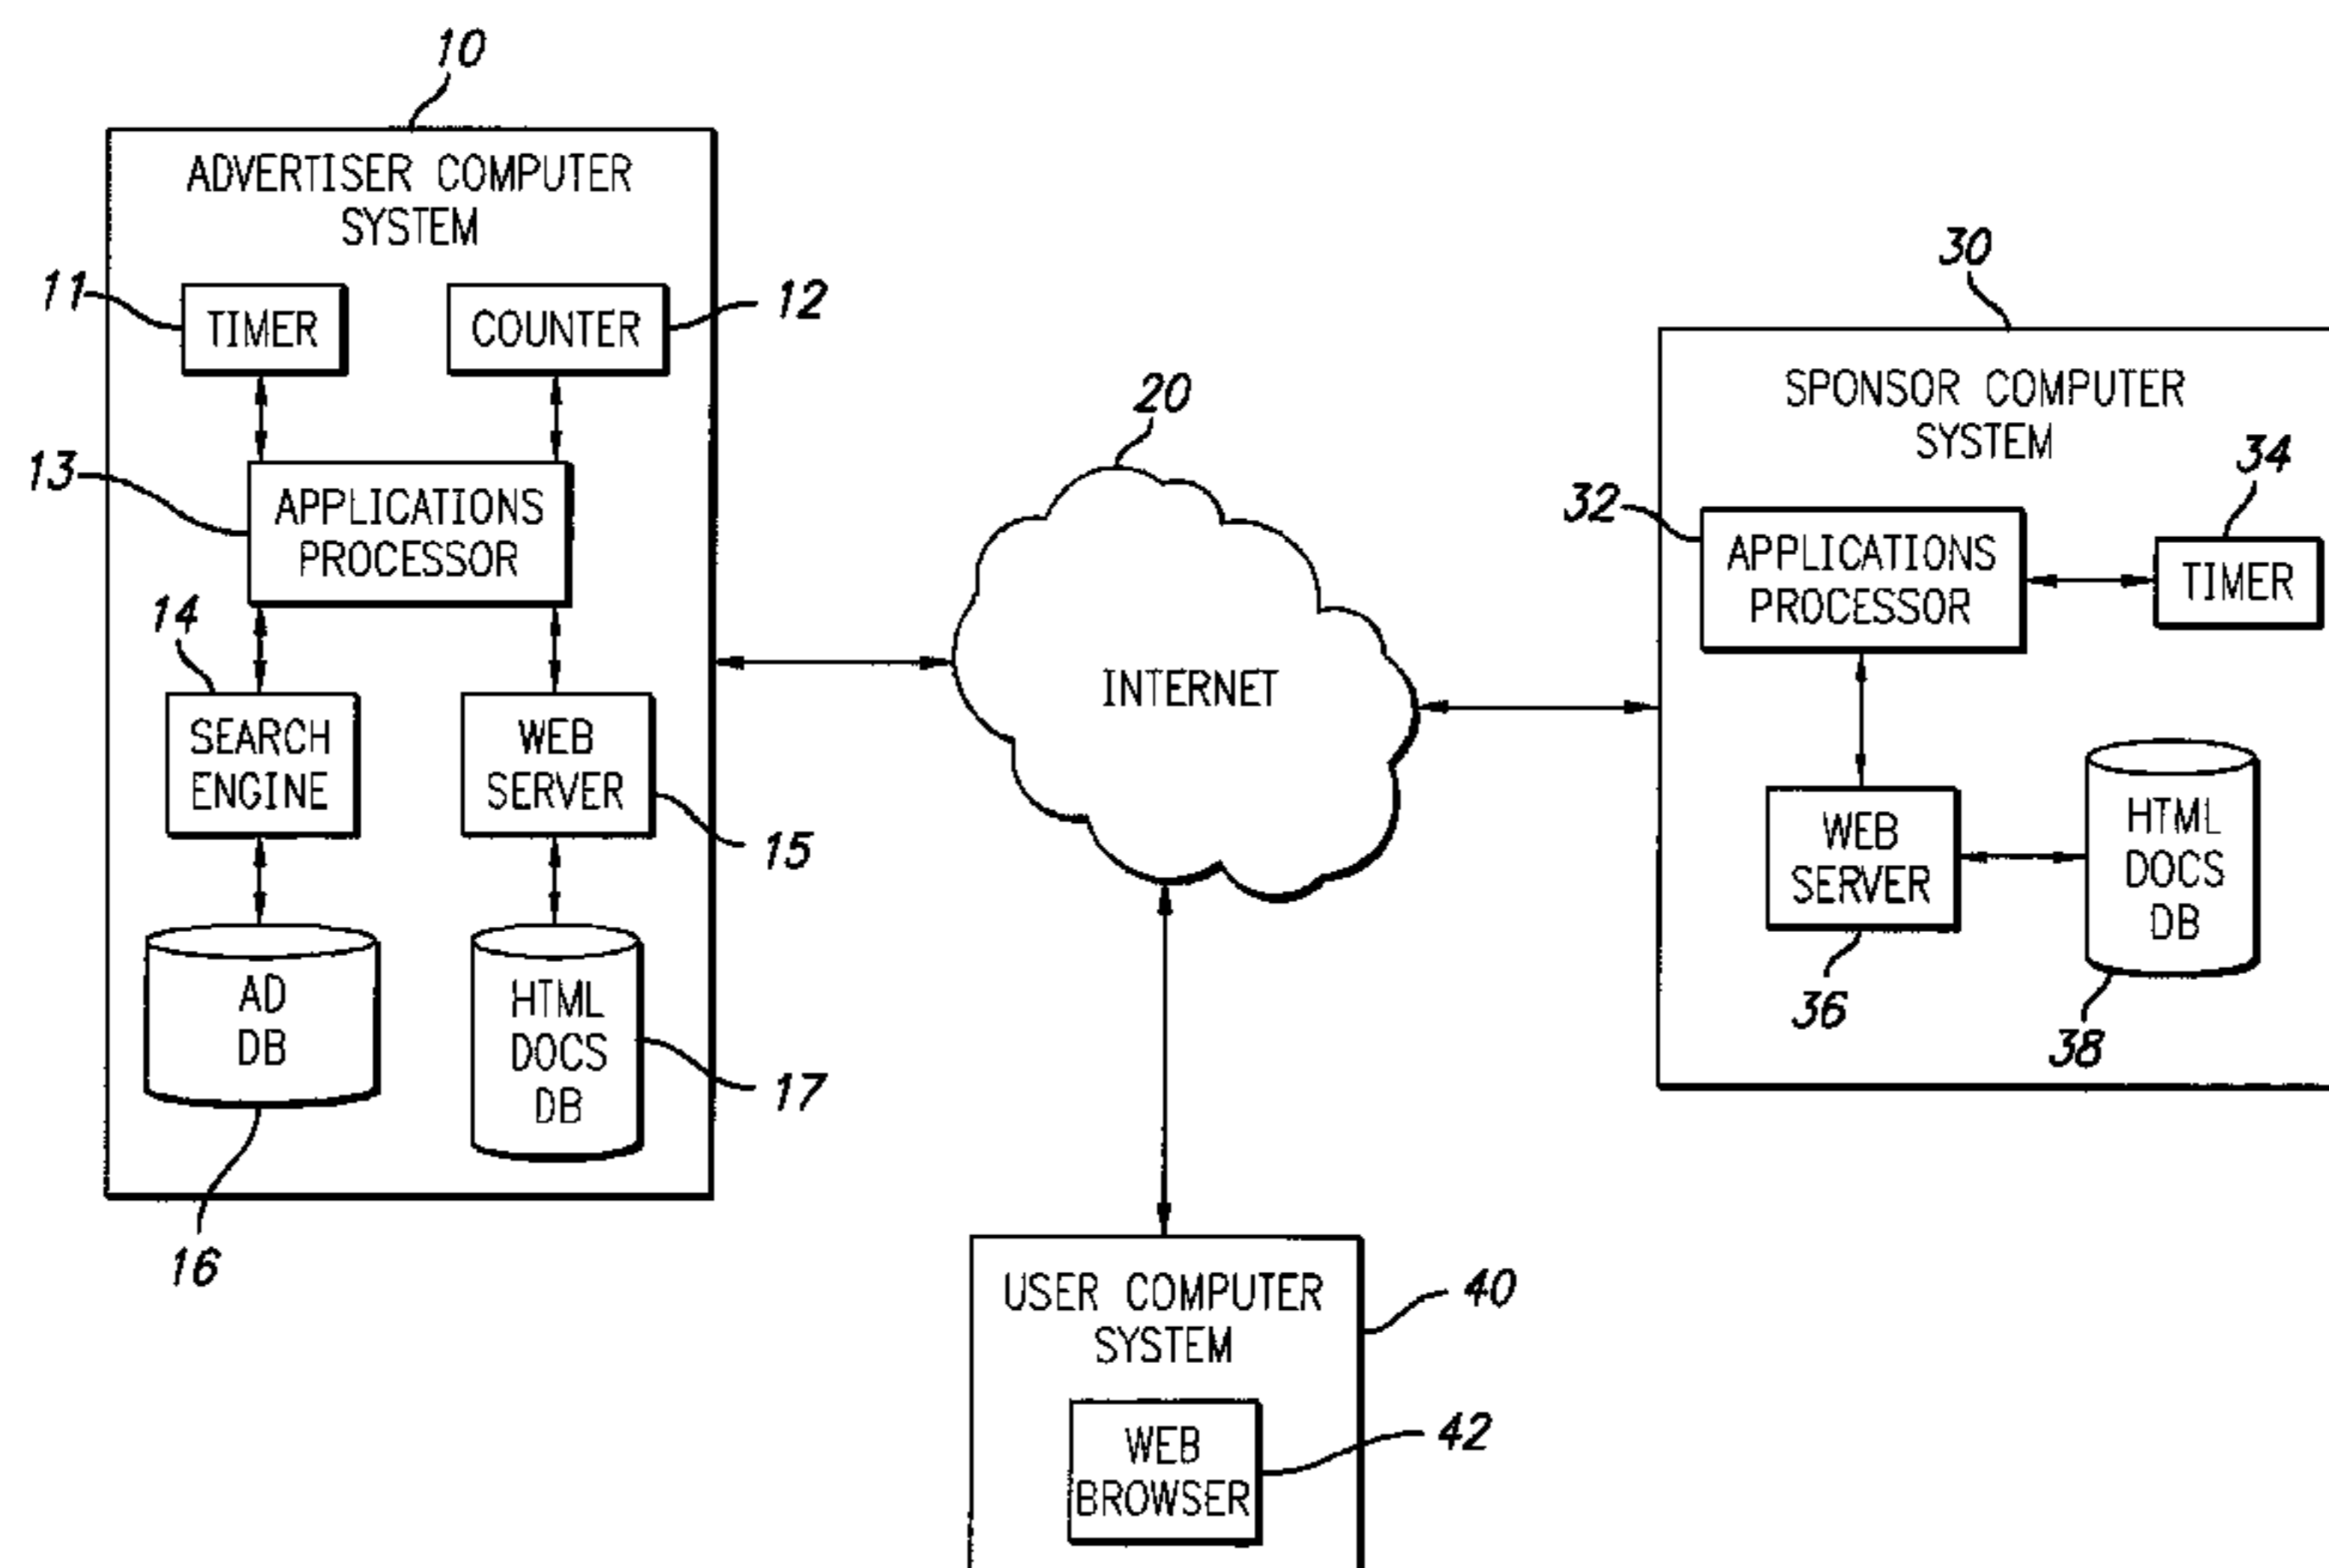 10
ADVERTISER COMPUTER
SYSTEM
11
TIMER
COUNTER
12
13
APPLICATIONS
PROCESSOR
14
SEARCH
ENGINE
WEB
SERVER
15
AD
DB
HTML
DOCS
DB
17
16
20
INTERNET
30
SPONSOR COMPUTER
SYSTEM
34
32
APPLICATIONS
PROCESSOR
TIMER
WEB
SERVER
HTML
DOCS
DB
36
38
USER COMPUTER
SYSTEM
40
WEB
BROWSER
42